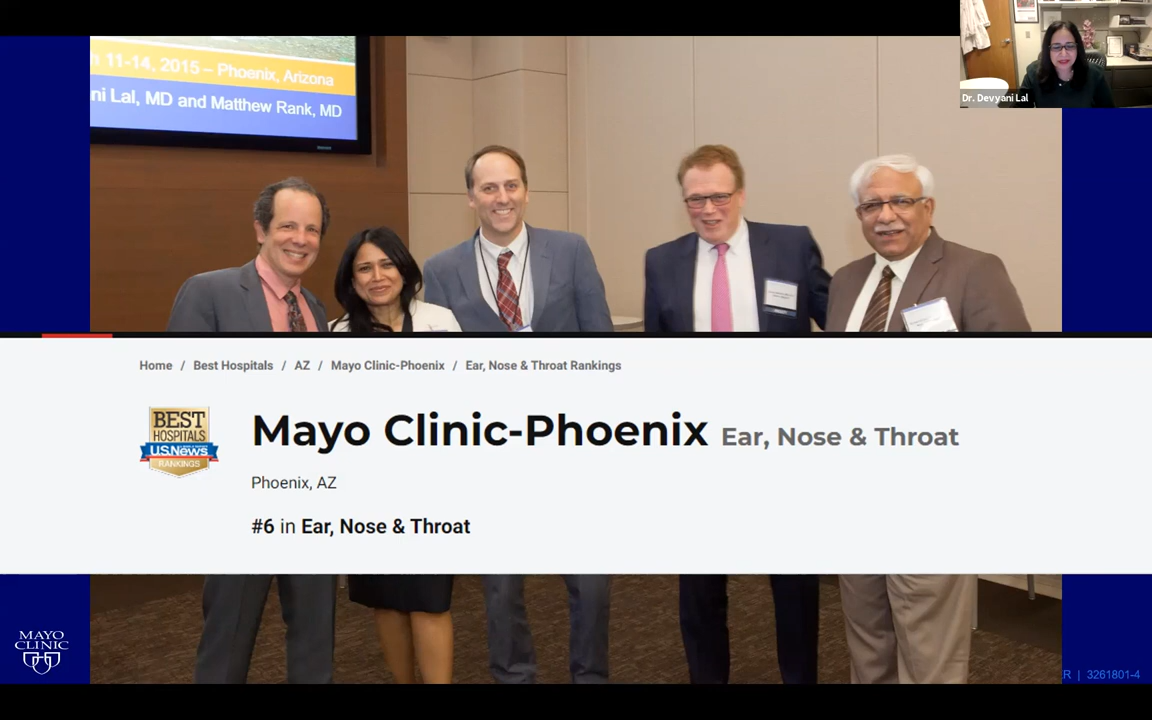 11-14, 2015 – Phoenix, Arizona
ni Lal, MD and Matthew Rank, MD
Dr. Devyani Lal
Home / Best Hospitals / AZ / Mayo Clinic-Phoenix / Ear, Nose & Throat Rankings
BEST
HOSPITALS
U.S.News
RANKINGS
Mayo Clinic-Phoenix Ear, Nose & Throat
Phoenix, AZ
#6 in Ear, Nose & Throat
MAYO
CLINIC
R | 3261801-4